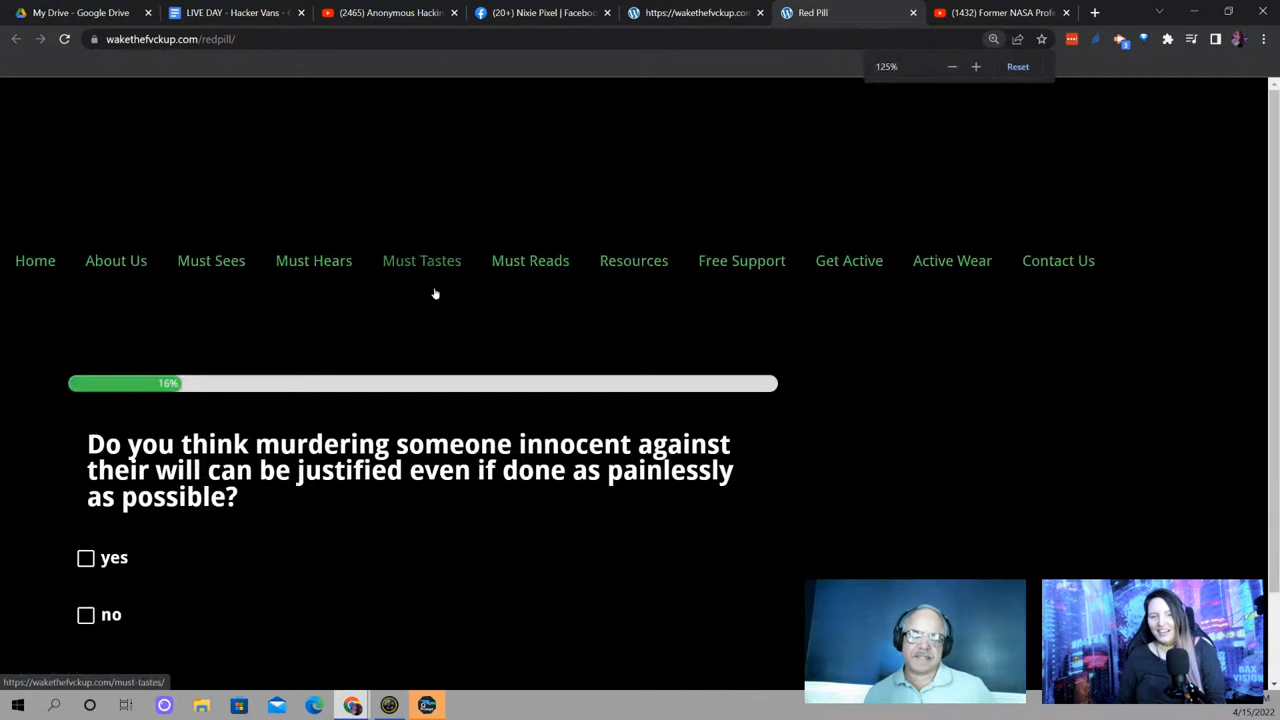 My Drive - Google Drive
LIVE DAY - Hacker Vans - G
(2465) Anonymous Hackin
(20+) Nixie Pixel | Facebook
https://wakethefvckup.com/
Red Pill
(1432) Former NASA Profe
wakethefvckup.com/redpill/
3
125%
Reset
Home
About Us
Must Sees
Must Hears
Must Tastes
Must Reads
Resources
Free Support
Get Active
Active Wear
Contact Us
16%
Do you think murdering someone innocent against
their will can be justified even if done as painlessly
as possible?
yes
no
https://wakethefvckup.com/must-tastes/
4/15/2022